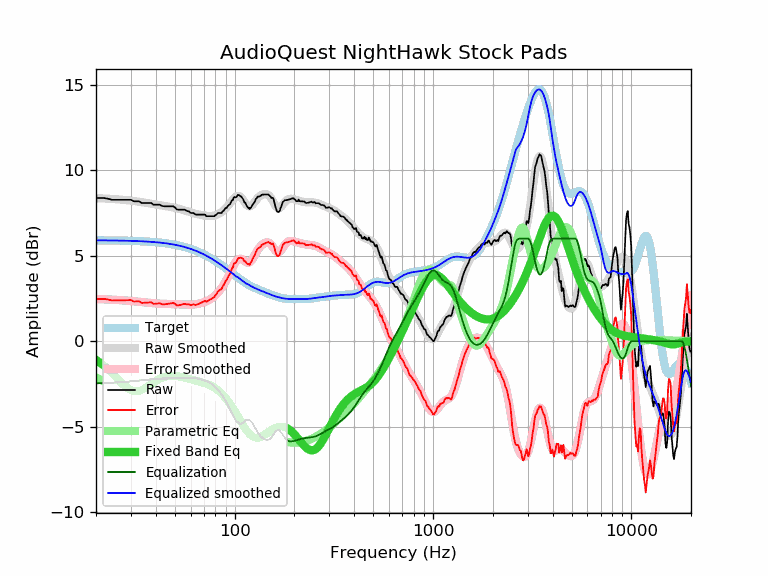 AudioQuest NightHawk Stock Pads
15
10
5
0
−5
−10
Amplitude (dBr)
Target
Raw Smoothed
Error Smoothed
Raw
Error
Parametric Eq
Fixed Band Eq
Equalization
Equalized smoothed
100
1000
10000
Frequency (Hz)